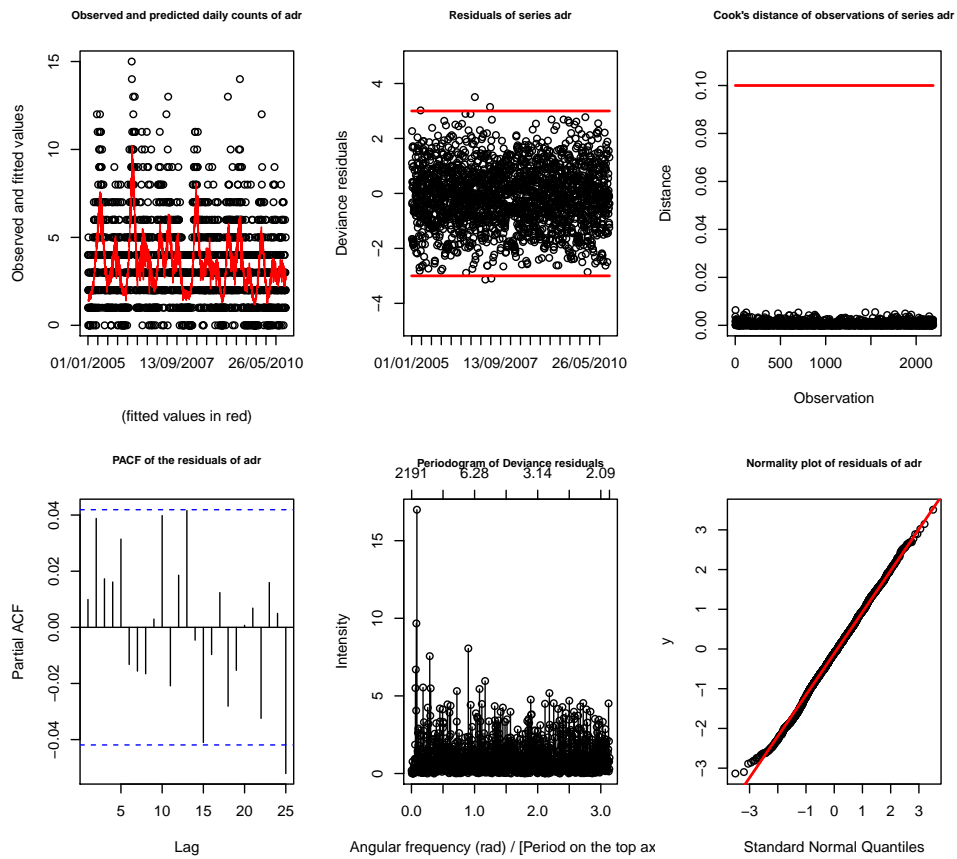 Observed and predicted daily counts of adr
Observed and fitted values
15
10
5
0
01/01/2005 13/09/2007 26/05/2010
(fitted values in red)
Residuals of series adr
Deviance residuals
4
2
0
−2
−4
01/01/2005 13/09/2007 26/05/2010
Cook's distance of observations of series adr
Distance
0.10
0.08
0.06
0.04
0.02
0.00
0 500 1000 2000
Observation
PACF of the residuals of adr
Partial ACF
0.04
0.02
0.00
−0.02
−0.04
5 10 15 20 25
Lag
Periodogram of Deviance residuals
2191 6.28 3.14 2.09
Intensity
15
10
5
0
0.0 1.0 2.0 3.0
Angular frequency (rad) / [Period on the top ax
Normality plot of residuals of adr
y
3
2
1
0
−1
−2
−3
−3 −1 0 1 2 3
Standard Normal Quantiles